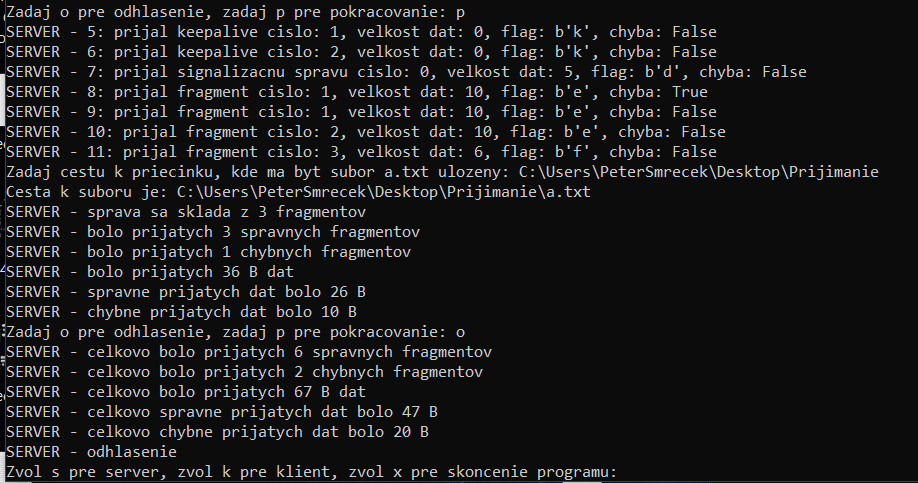 Zadaj o pre odhlasenie, zadaj p pre pokracovanie: p
SERVER - 5: prijal keepalive cislo: 1, velkost dat: 0, flag: b'k', chyba: False
SERVER - 6: prijal keepalive cislo: 2, velkost dat: 0, flag: b'k', chyba: False
SERVER - 7: prijal signalizacnu spravu cislo: 0, velkost dat: 5, flag: b'd', chyba: False
SERVER - 8: prijal fragment cislo: 1, velkost dat: 10, flag: b'e', chyba: True
SERVER - 9: prijal fragment cislo: 1, velkost dat: 10, flag: b'e', chyba: False
SERVER - 10: prijal fragment cislo: 2, velkost dat: 10, flag: b'e', chyba: False
SERVER - 11: prijal fragment cislo: 3, velkost dat: 6, flag: b'f', chyba: False
Zadaj cestu k priecinku, kde ma byt subor a.txt ulozeny: C:\Users\PeterSmrecek\Desktop\Prijimanie
Cesta k suboru je: C:\Users\PeterSmrecek\Desktop\Prijimanie\a.txt
SERVER - sprava sa sklada z 3 fragmentov
SERVER - bolo prijatych 3 spravnych fragmentov
SERVER - bolo prijatych 1 chybnych fragmentov
SERVER - bolo prijatych 36 B dat
SERVER - spravne prijatych dat bolo 26 B
SERVER - chybne prijatych dat bolo 10 B
Zadaj o pre odhlasenie, zadaj p pre pokracovanie: o
SERVER - celkovo bolo prijatych 6 spravnych fragmentov
SERVER - celkovo bolo prijatych 2 chybnych fragmentov
SERVER - celkovo bolo prijatych 67 B dat
SERVER - celkovo spravne prijatych dat bolo 47 B
SERVER - celkovo chybne prijatych dat bolo 20 B
SERVER - odhlasenie
Zvol s pre server, zvol k pre klient, zvol x pre skoncenie programu: